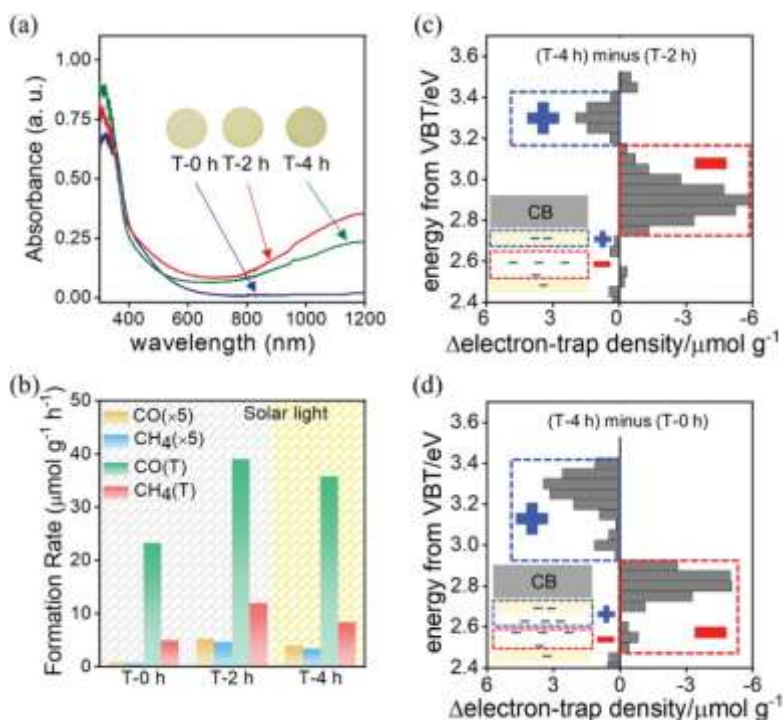 (a)
Absorbance (a. u.)
1.00
0.75
0.50
0.25
0.00
T-0 h T-2 h T-4 h
400 600 800 1000 1200
wavelength (nm)
(b)
Formation Rate (μmol g⁻¹ h⁻¹)
50
40
30
20
10
0
CO(×5)
CH₄(×5)
CO(T)
CH₄(T)
Solar light
T-0 h T-2 h T-4 h
(c)
(T-4 h) minus (T-2 h)
energy from VBT/eV
3.6
3.4
3.2
3.0
2.8
2.6
2.4
CB
6 3 0 -3 -6
Δelectron-trap density/μmol g⁻¹
(d)
(T-4 h) minus (T-0 h)
energy from VBT/eV
3.6
3.4
3.2
3.0
2.8
2.6
2.4
CB
6 3 0 -3 -6
Δelectron-trap density/μmol g⁻¹